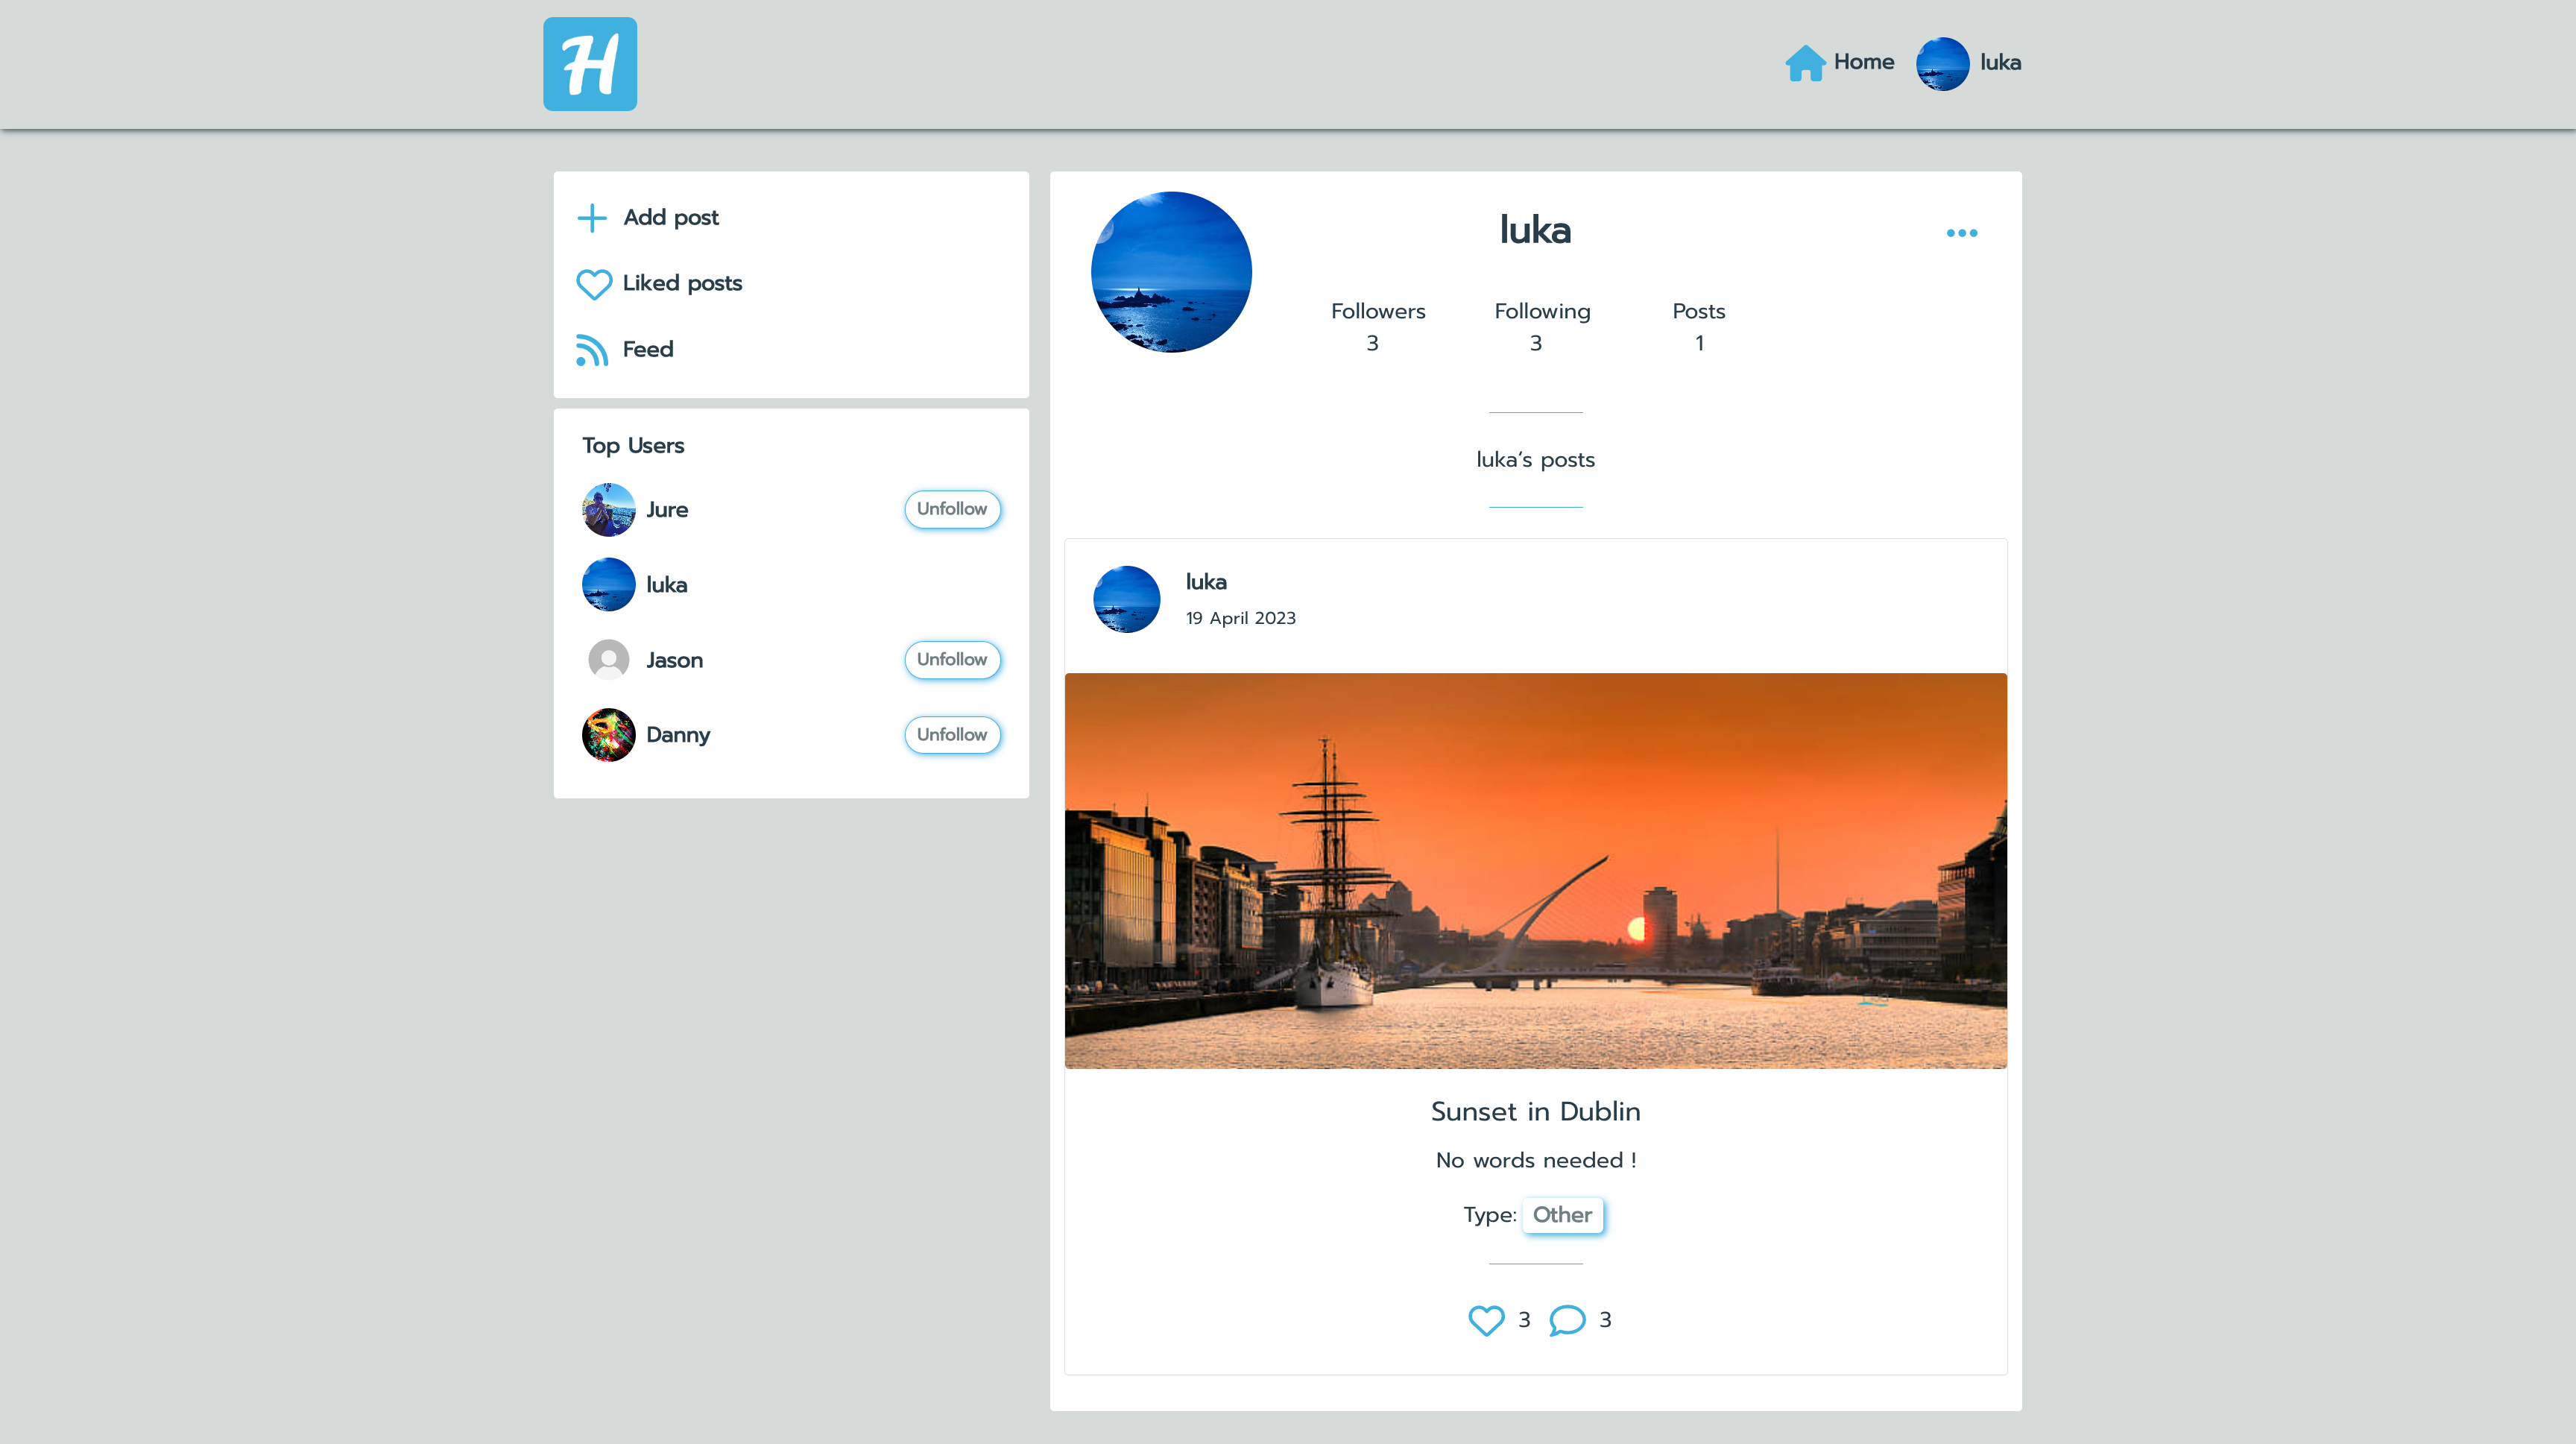 H
Home
luka
Add post
Liked posts
Feed
Top Users
Jure
Unfollow
luka
Jason
Unfollow
Danny
Unfollow
luka
Followers
3
Following
3
Posts
1
luka's posts
luka
19 April 2023
Sunset in Dublin
No words needed !
Type: Other
3
3